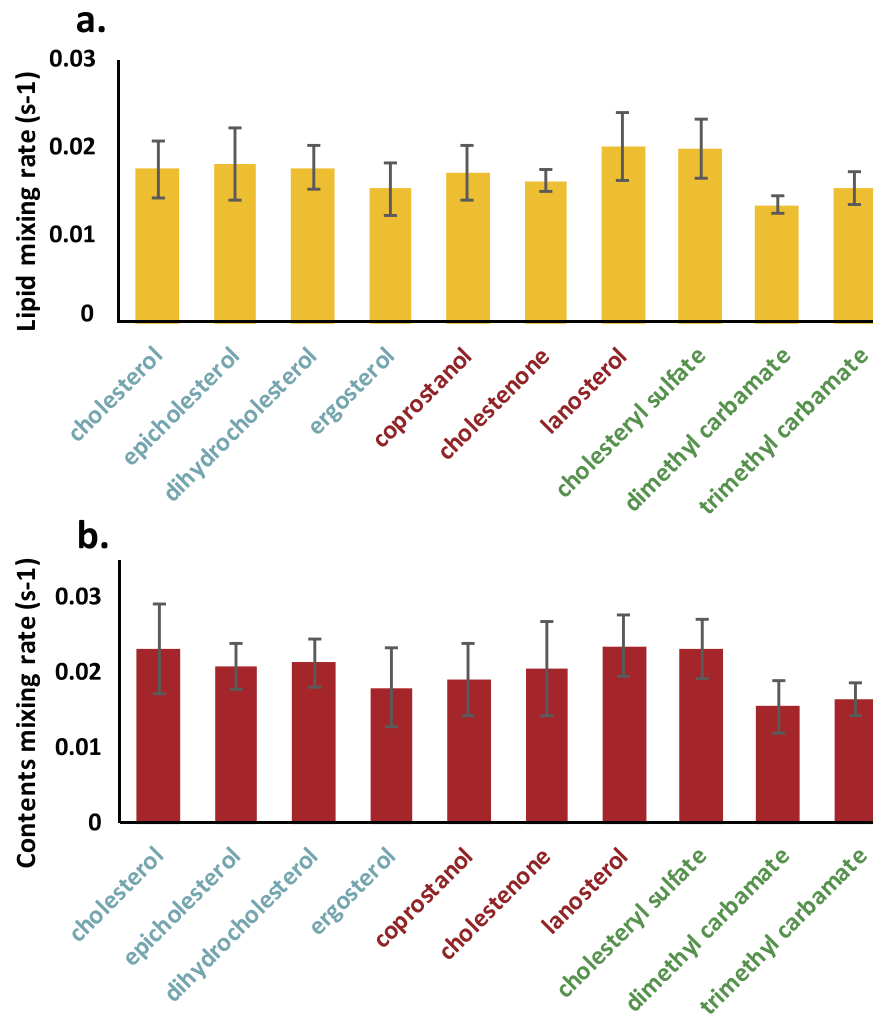 a.
Lipid mixing rate (s-1)
0.03
0.02
0.01
0
cholesterol
epicholesterol
dihydrocholesterol
ergosterol
coprostanol
cholestenone
lanosterol
cholesteryl sulfate
dimethyl carbamate
trimethyl carbamate
b.
Contents mixing rate (s-1)
0.03
0.02
0.01
0
cholesterol
epicholesterol
dihydrocholesterol
ergosterol
coprostanol
cholestenone
lanosterol
cholesteryl sulfate
dimethyl carbamate
trimethyl carbamate